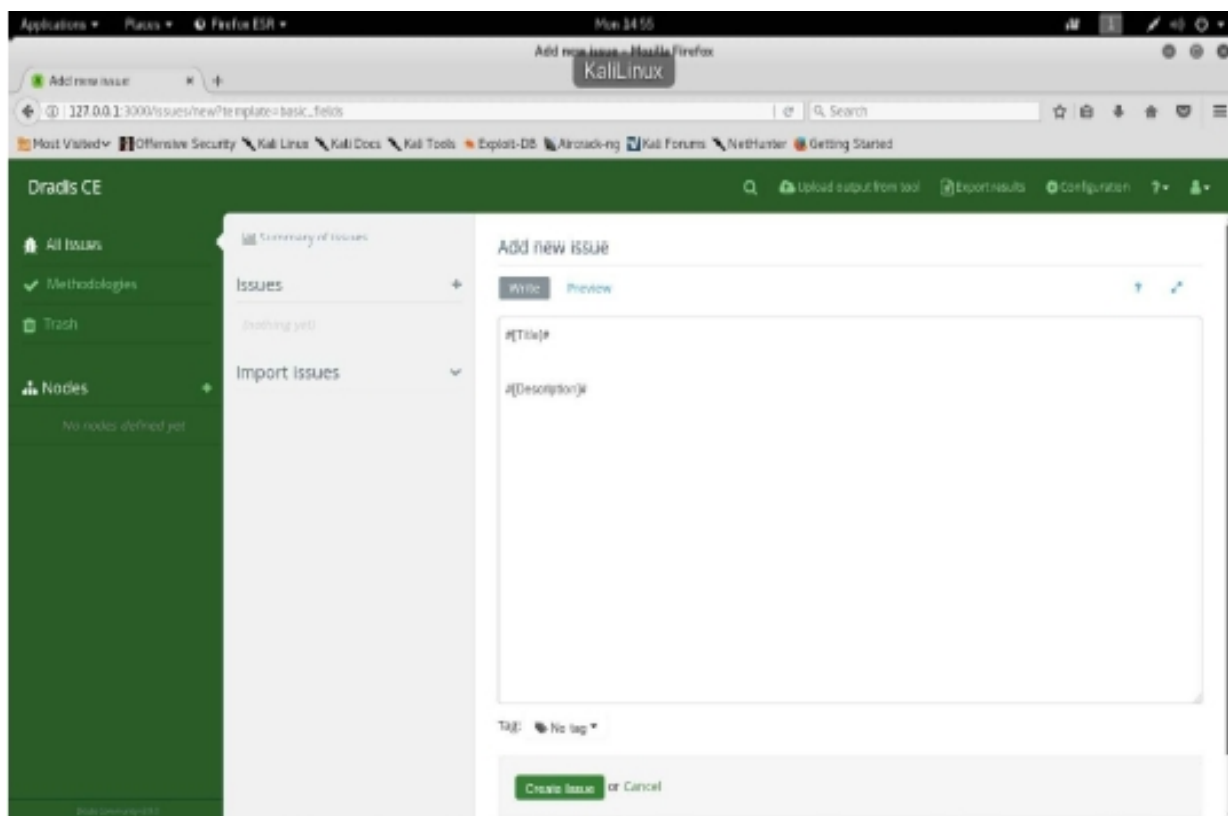 Applications Places Firefox ESR Mon 14:55 1
Add new issue - Mozilla Firefox
KaliLinux
Add new issue
127.0.0.1:3000/issues/new?template=basic_fields Search
Most Visited Offensive Security Kali Linux Kali Docs Kali Tools Exploit-DB Aircrack-ng Kali Forums NetHunter Getting Started
Dradis CE Upload output from tool Export results Configuration ?
All issues
Methodologies
Trash
Nodes +
No nodes defined yet
Summary of issues
Issues +
(nothing yet)
Import issues
Add new issue
Write Preview ?
#[Title]#
#[Description]#
Tag: No tag
Create Issue or Cancel